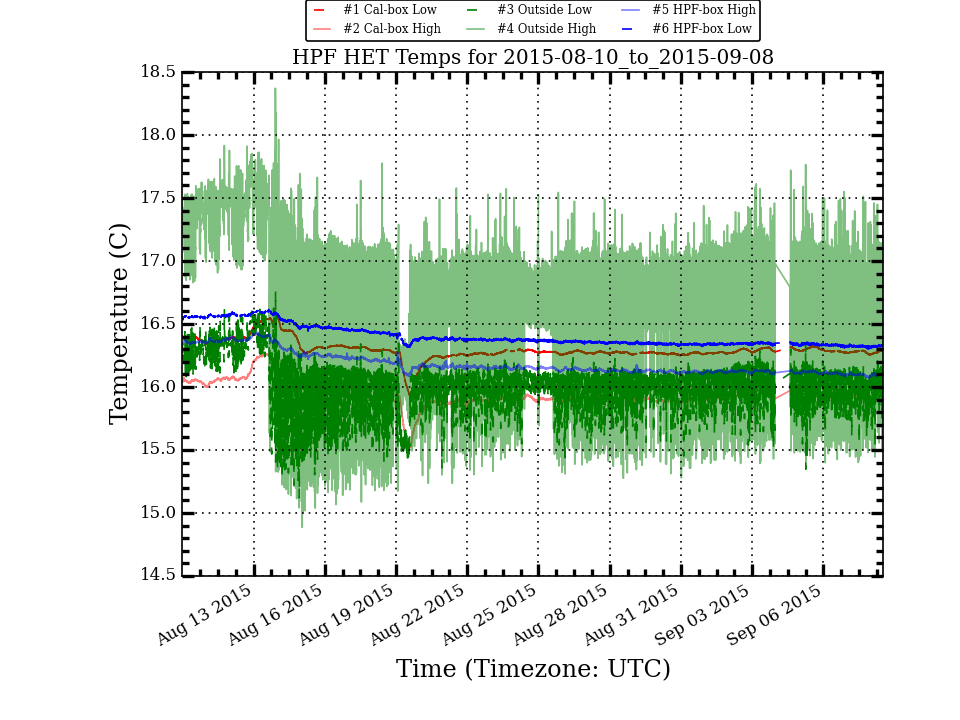 #1 Cal-box Low #3 Outside Low #5 HPF-box High
#2 Cal-box High #4 Outside High #6 HPF-box Low
HPF HET Temps for 2015-08-10_to_2015-09-08
18.5
18.0
17.5
17.0
16.5
16.0
15.5
15.0
14.5
Temperature (C)
Aug 13 2015 Aug 16 2015 Aug 19 2015 Aug 22 2015 Aug 25 2015 Aug 28 2015 Aug 31 2015 Sep 03 2015 Sep 06 2015
Time (Timezone: UTC)